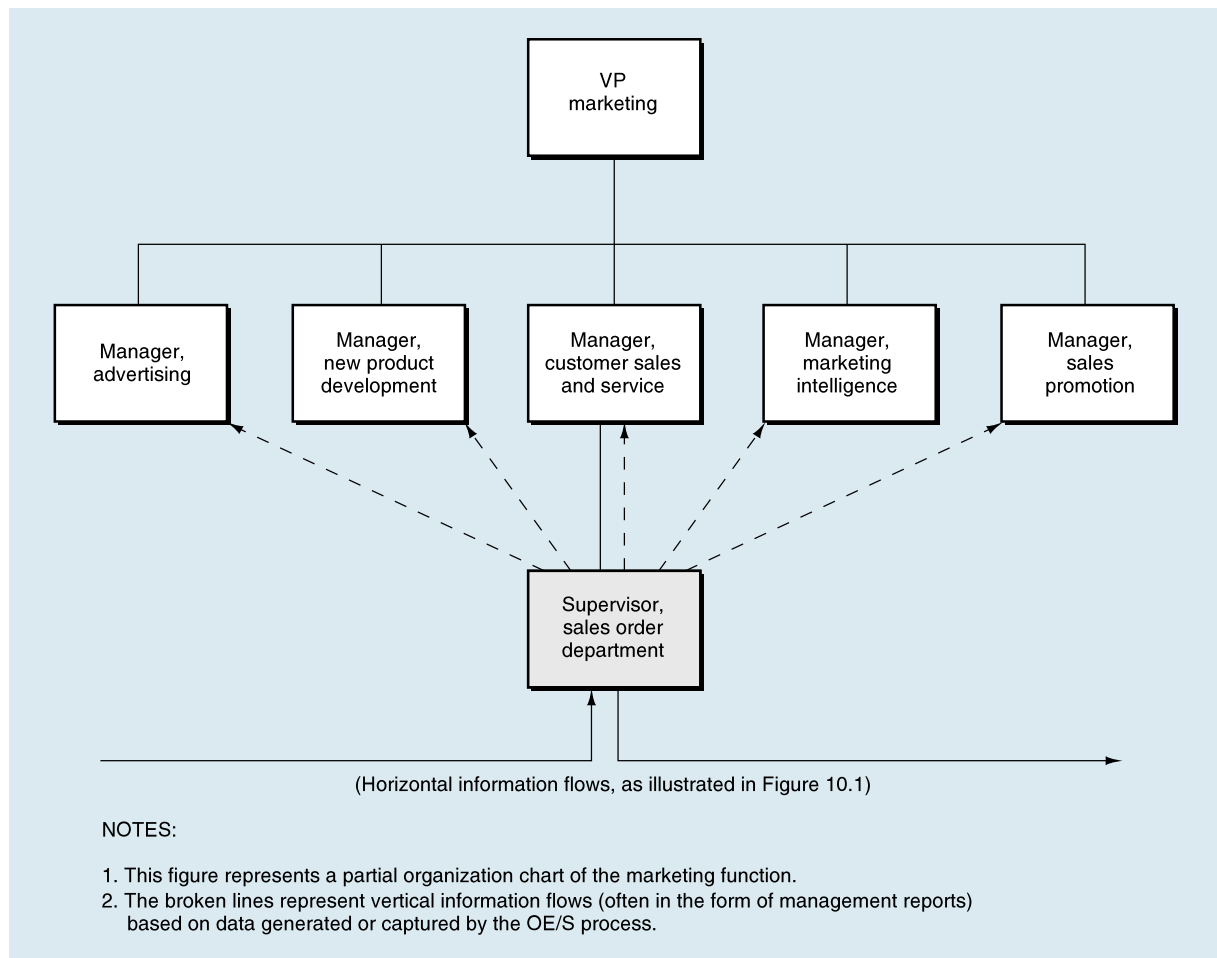 VP
marketing
Manager,
advertising
Manager,
new product
development
Manager,
customer sales
and service
Manager,
marketing
intelligence
Manager,
sales
promotion
Supervisor,
sales order
department
(Horizontal information flows, as illustrated in Figure 10.1)
NOTES:
1. This figure represents a partial organization chart of the marketing function.
2. The broken lines represent vertical information flows (often in the form of management reports)
based on data generated or captured by the OE/S process.